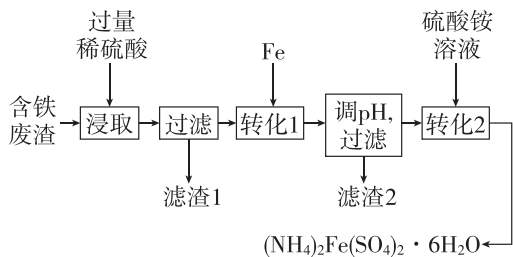 过量
稀硫酸
Fe
硫酸铵
溶液
含铁
废渣
浸取
过滤
转化1
调pH,
过滤
转化2
滤渣1
滤渣2
(NH₄)₂Fe(SO₄)₂·6H₂O